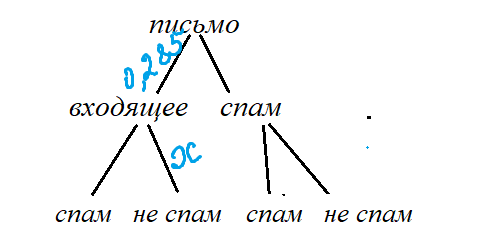 письмо
0,285
входящее спам
х
спам не спам спам не спам